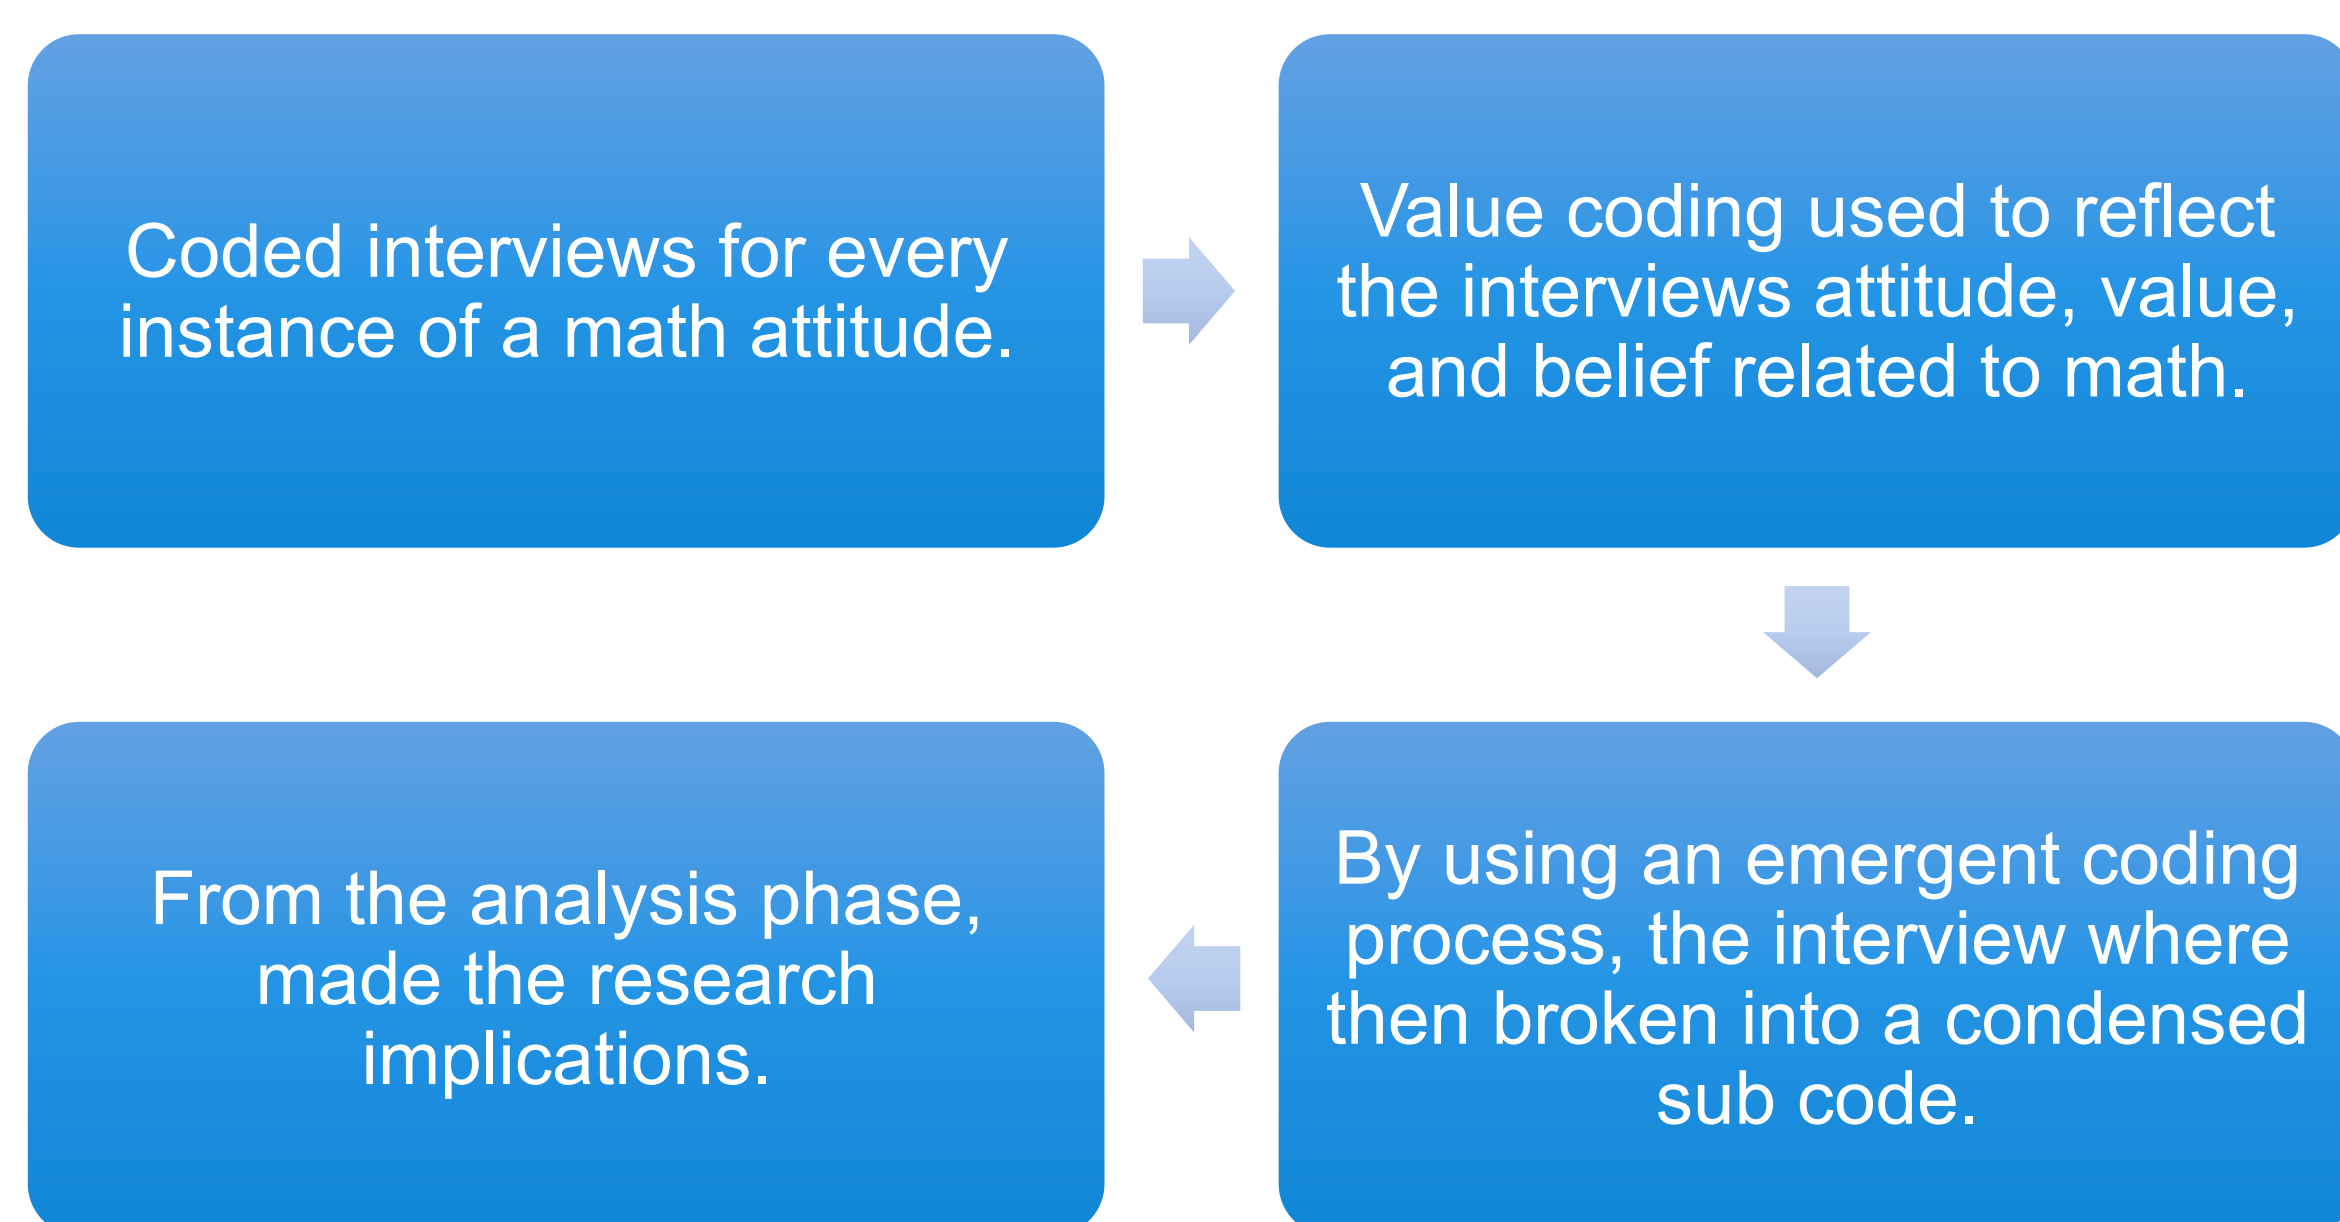 Coded interviews for every
instance of a math attitude.
Value coding used to reflect
the interviews attitude, value,
and belief related to math.
By using an emergent coding
process, the interview where
then broken into a condensed
sub code.
From the analysis phase,
made the research
implications.